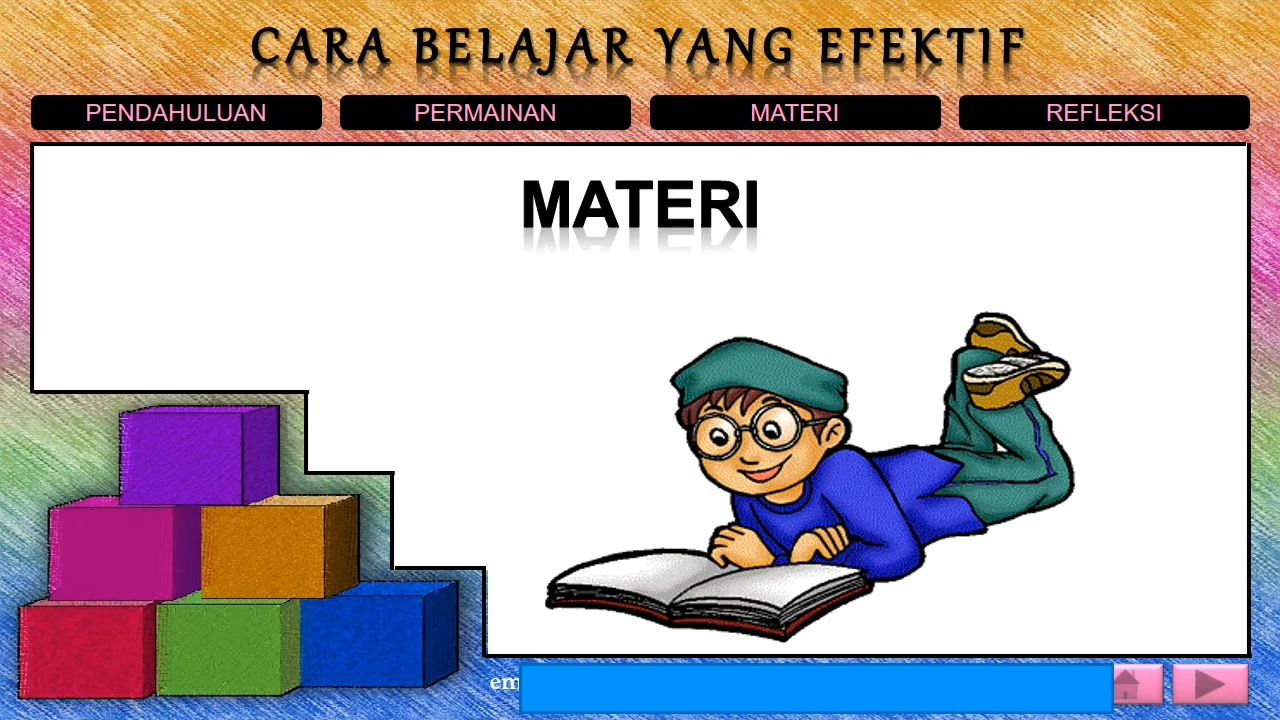 CARA BELAJAR YANG EFEKTIF
PENDAHULUAN PERMAINAN MATERI REFLEKSI
MATERI